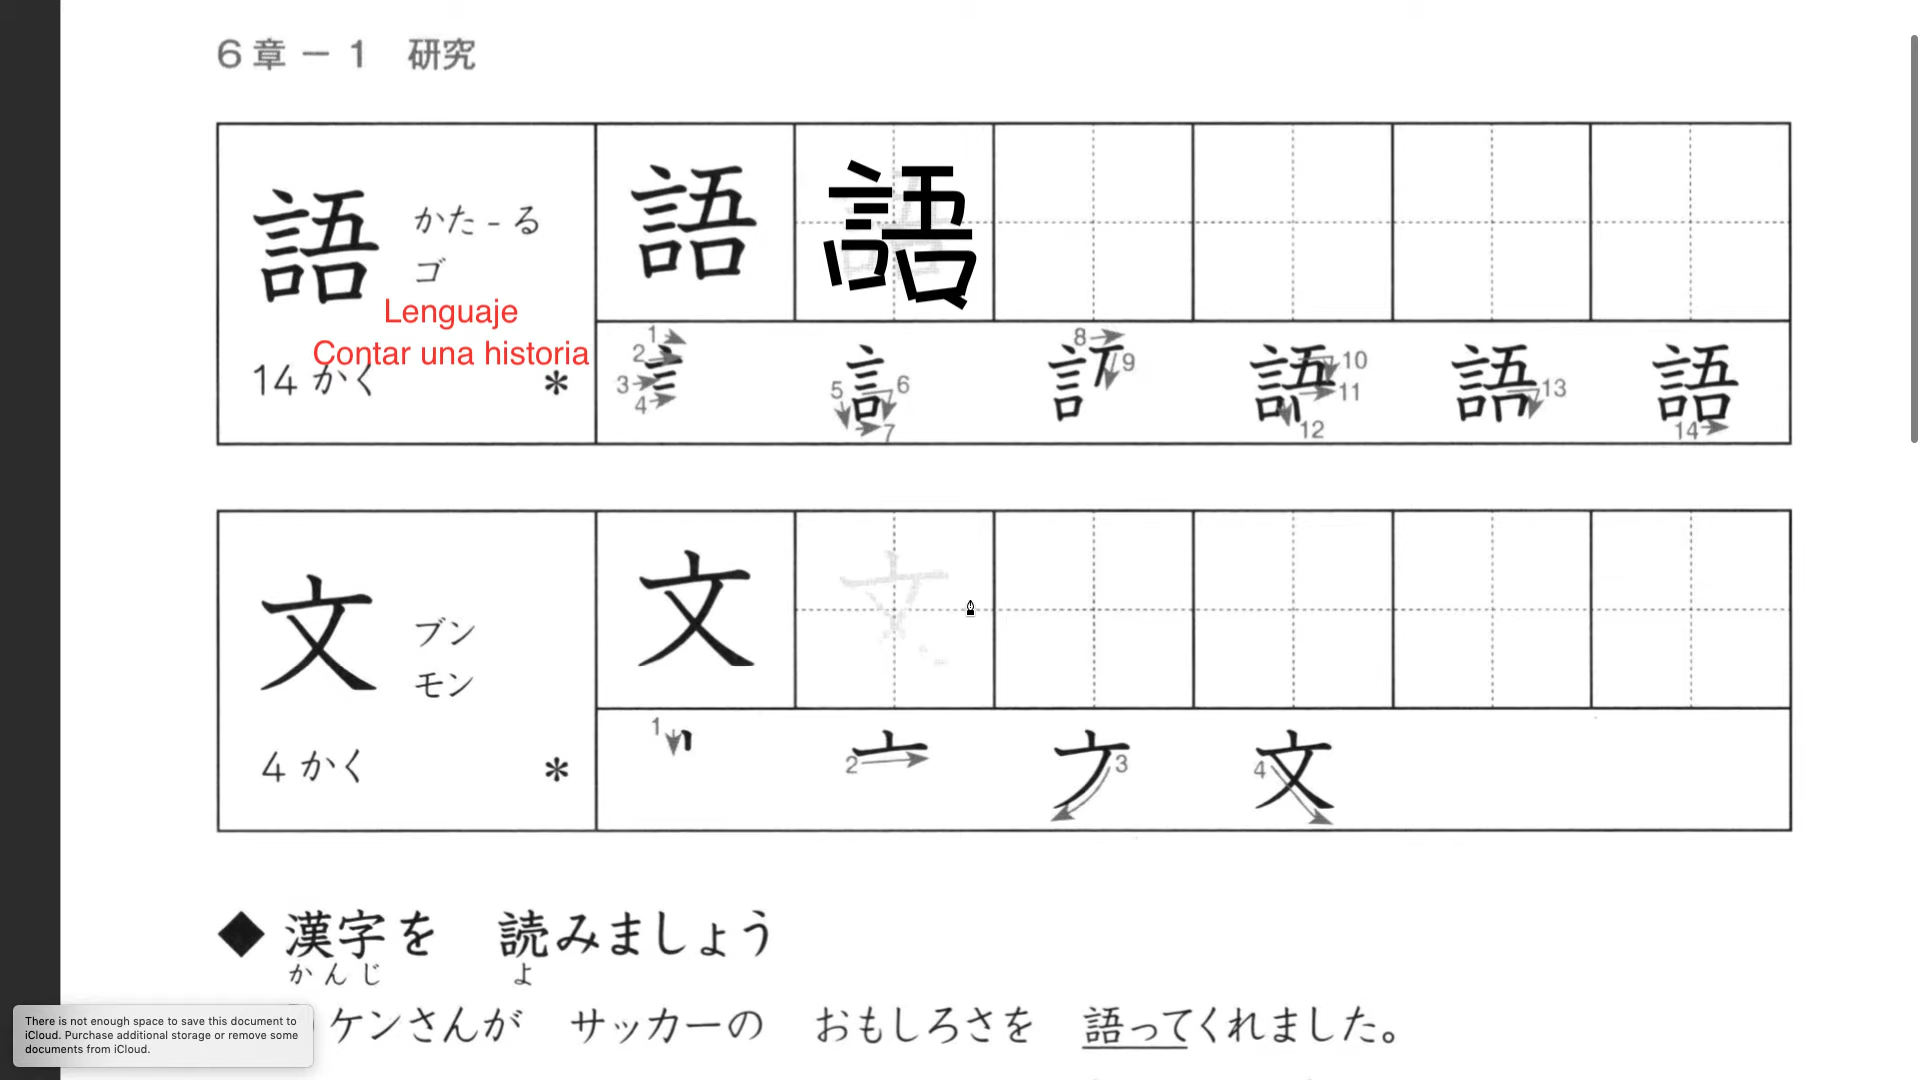 6章－1 研究
語 かた-る 語 語
ゴ
Lenguaje
Contar una historia
14かく *
1 2 3 4 5 6 7 8 9 10 11 12 13 14
文 ブン 文 文
モン
4かく *
1 2 3 4
◆ 漢字を 読みましょう
かんじ よ
ケンさんが サッカーの おもしろさを 語ってくれました。
There is not enough space to save this document to
iCloud. Purchase additional storage or remove some
documents from iCloud.